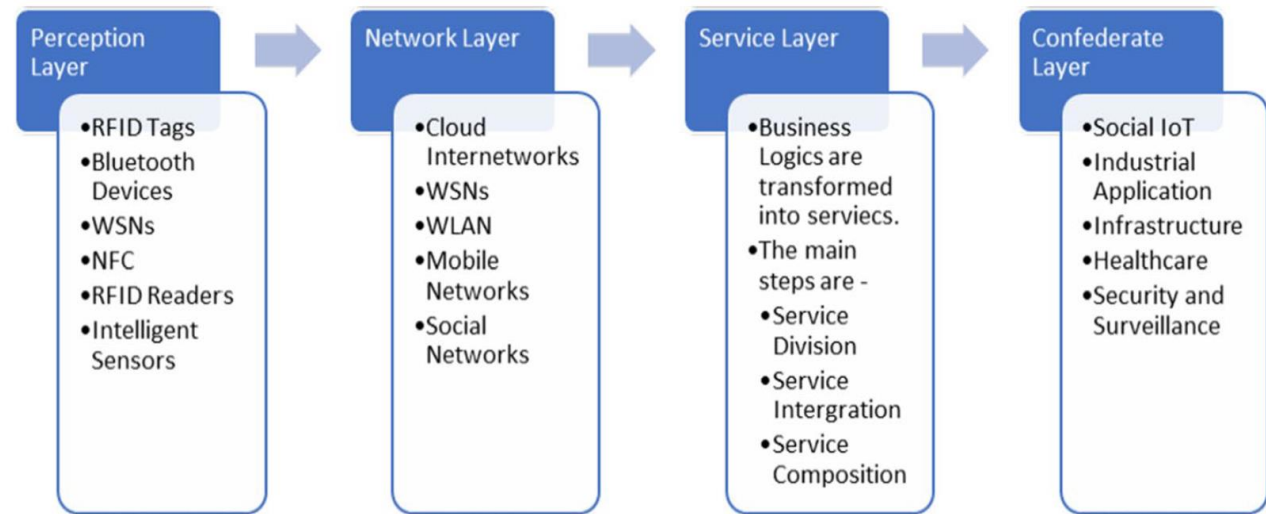 Perception
Layer
•RFID Tags
•Bluetooth
Devices
•WSNs
•NFC
•RFID Readers
•Intelligent
Sensors
Network Layer
•Cloud
Internetworks
•WSNs
•WLAN
•Mobile
Networks
•Social
Networks
Service Layer
•Business
Logics are
transformed
into serviecs.
•The main
steps are -
•Service
Division
•Service
Intergration
•Service
Composition
Confederate
Layer
•Social IoT
•Industrial
Application
•Infrastructure
•Healthcare
•Security and
Surveillance